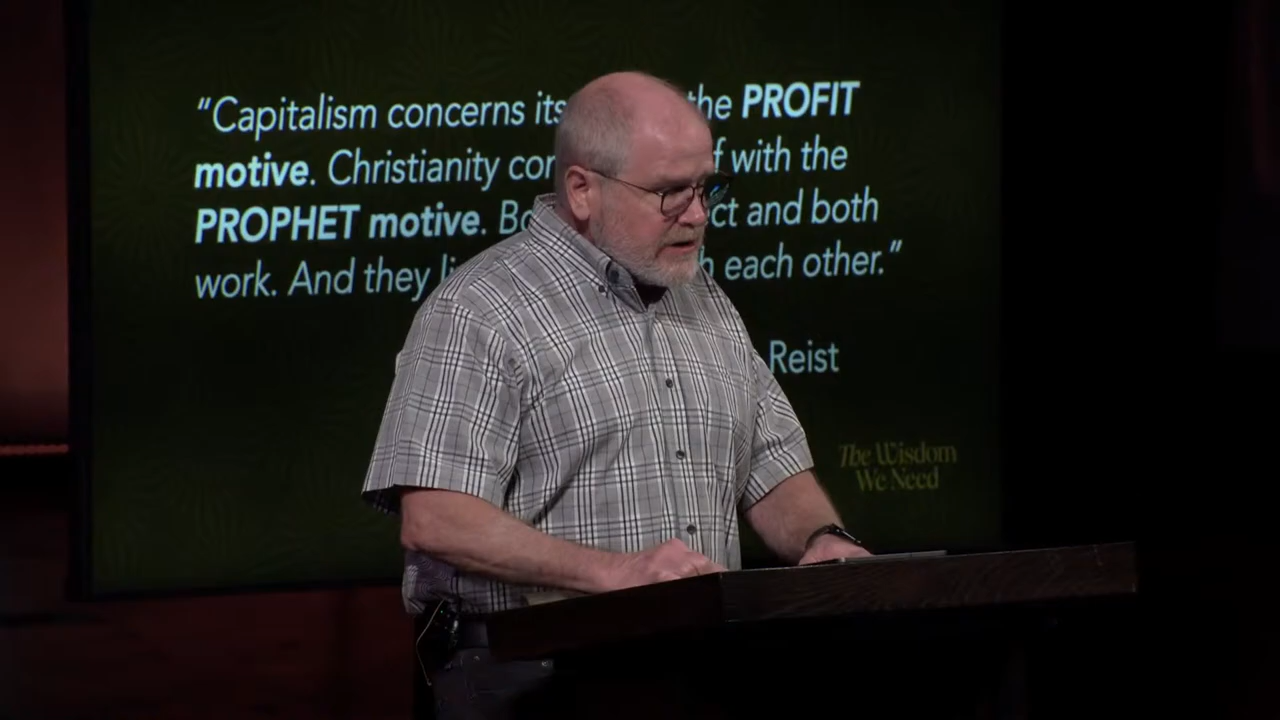 “Capitalism concerns its the PROFIT
motive. Christianity con f with the
PROPHET motive. Bo ct and both
work. And they li h each other.”
Reist
The Wisdom
We Need